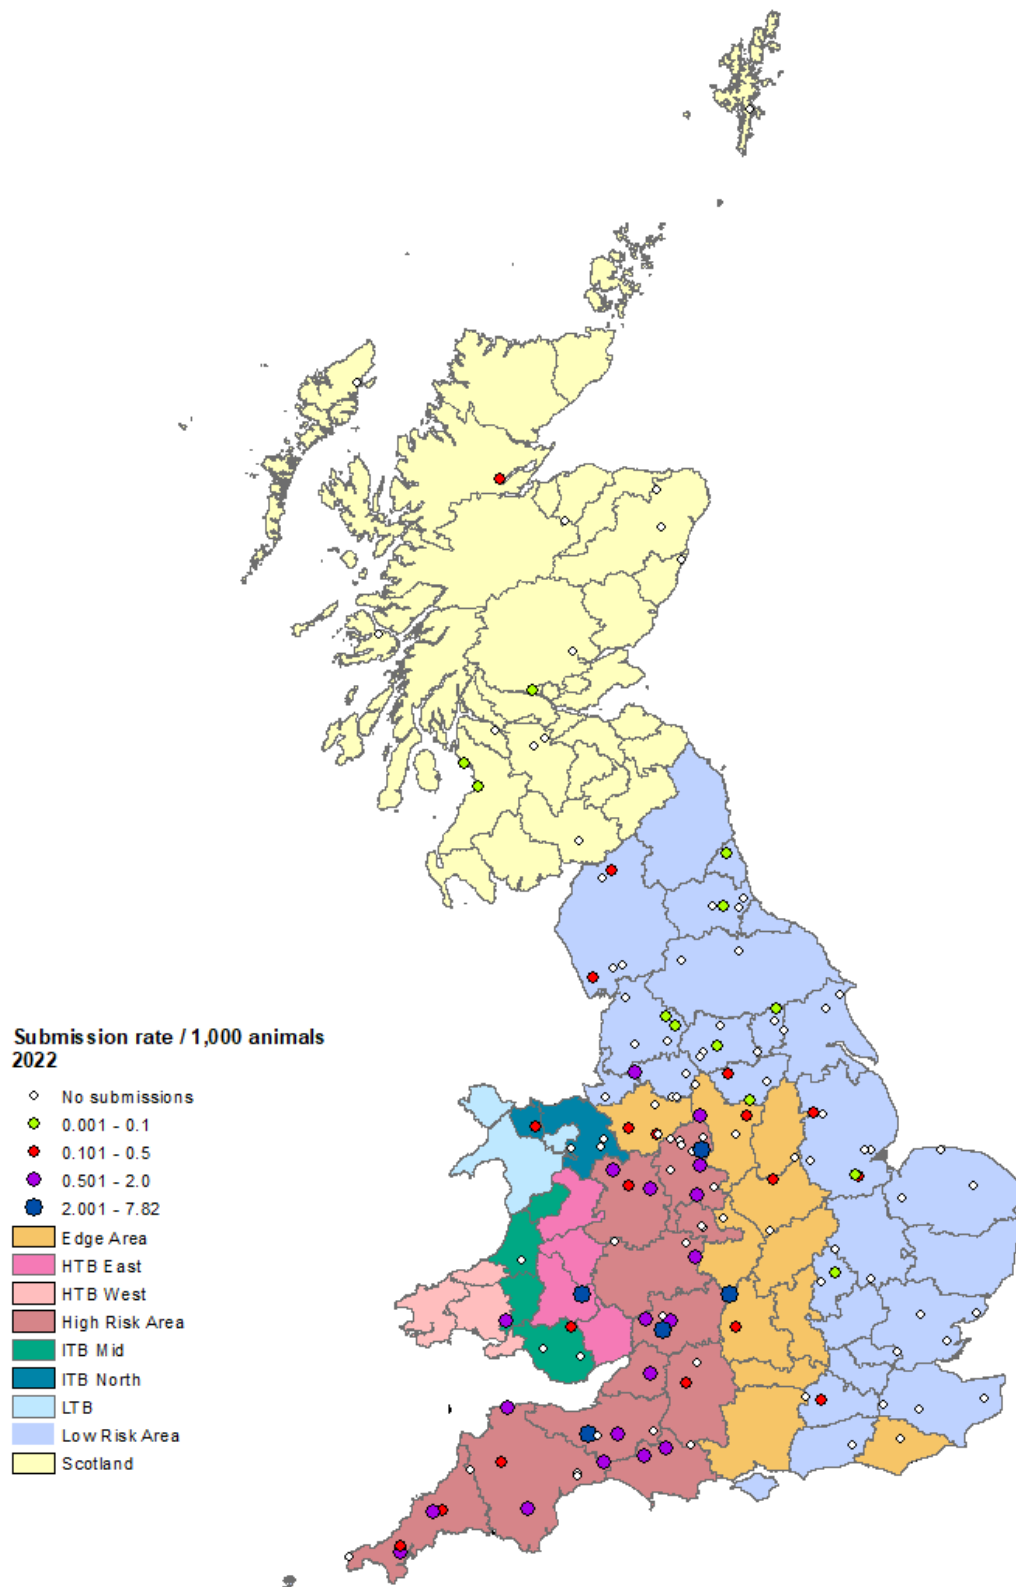 Submission rate / 1,000 animals
2022
No submissions
0.001 - 0.1
0.101 - 0.5
0.501 - 2.0
2.001 - 7.82
Edge Area
HTB East
HTB West
High Risk Area
ITB Mid
ITB North
LTB
Low Risk Area
Scotland